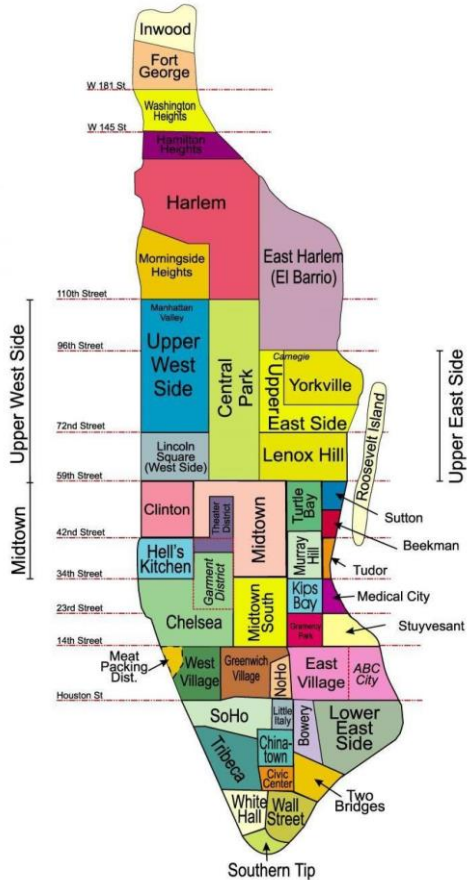 Inwood
Fort
George
W 181 St
Washington
Heights
W 145 St
Hamilton
Heights
Harlem
Morningside
Heights
East Harlem
(El Barrio)
110th Street
Manhattan
Valley
Upper West Side
Upper
West
Side
Central
Park
96th Street
Carnegie
Yorkville
Upper
East Side
Upper East Side
72nd Street
Lincoln
Square
(West Side)
Lenox Hill
Roosevelt Island
59th Street
Midtown
Clinton
Theater
District
Midtown
Turtle
Bay
Sutton
Beekman
42nd Street
Hell's
Kitchen
Garment
District
Murray
Hill
Tudor
34th Street
Chelsea
Midtown
South
Kips
Bay
Medical City
23rd Street
Gramercy
Park
Stuyvesant
14th Street
Meat
Packing
Dist.
West
Village
Greenwich
Village
NoHo
East
Village
ABC
City
Houston St
SoHo
Little
Italy
Bowery
Lower
East
Side
Tribeca
China-
town
Civic
Center
Two
Bridges
White
Hall
Wall
Street
Southern Tip